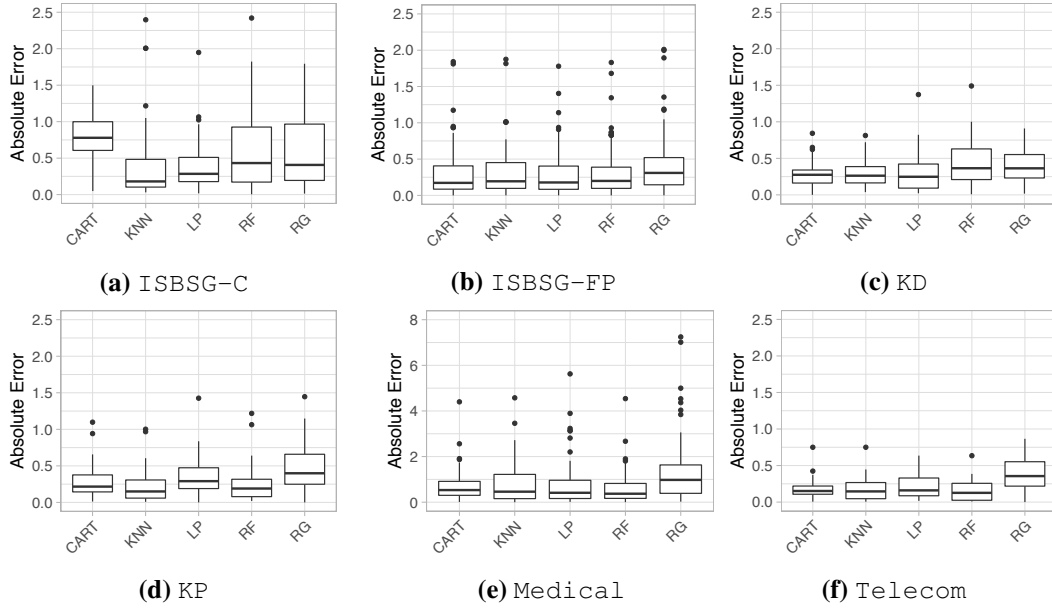 Absolute Error
2.5
2.0
1.5
1.0
0.5
0.0
CART
KNN
LP
RF
RG
(a) ISBSG-C
Absolute Error
2.5
2.0
1.5
1.0
0.5
0.0
CART
KNN
LP
RF
RG
(b) ISBSG-FP
Absolute Error
2.5
2.0
1.5
1.0
0.5
0.0
CART
KNN
LP
RF
RG
(c) KD
Absolute Error
2.5
2.0
1.5
1.0
0.5
0.0
CART
KNN
LP
RF
RG
(d) KP
Absolute Error
8
6
4
2
0
CART
KNN
LP
RF
RG
(e) Medical
Absolute Error
2.5
2.0
1.5
1.0
0.5
0.0
CART
KNN
LP
RF
RG
(f) Telecom